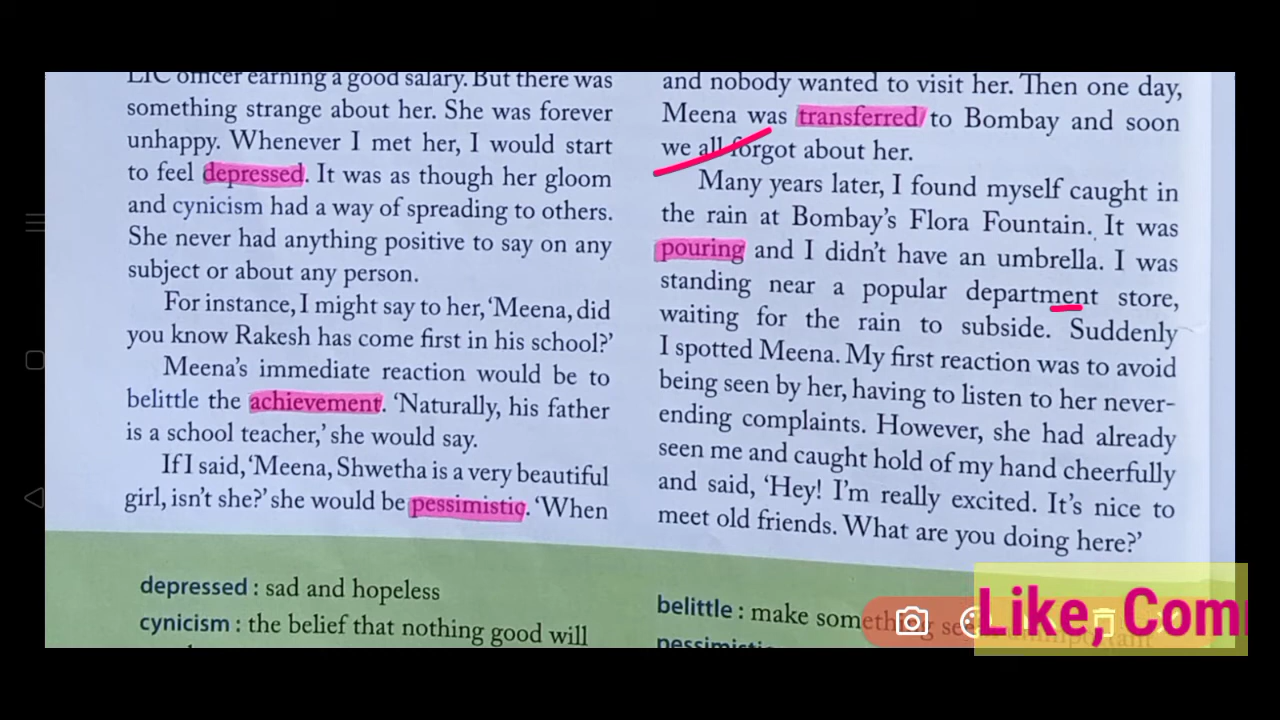 LIC officer earning a good salary. But there was
something strange about her. She was forever
unhappy. Whenever I met her, I would start
to feel depressed. It was as though her gloom
and cynicism had a way of spreading to others.
She never had anything positive to say on any
subject or about any person.
For instance, I might say to her, ‘Meena, did
you know Rakesh has come first in his school?’
Meena’s immediate reaction would be to
belittle the achievement. ‘Naturally, his father
is a school teacher,’ she would say.
If I said, ‘Meena, Shwetha is a very beautiful
girl, isn’t she?’ she would be pessimistic. ‘When
depressed : sad and hopeless
cynicism : the belief that nothing good will
and nobody wanted to visit her. Then one day,
Meena was transferred to Bombay and soon
we all forgot about her.
Many years later, I found myself caught in
the rain at Bombay’s Flora Fountain. It was
pouring and I didn’t have an umbrella. I was
standing near a popular department store,
waiting for the rain to subside. Suddenly
I spotted Meena. My first reaction was to avoid
being seen by her, having to listen to her never-
ending complaints. However, she had already
seen me and caught hold of my hand cheerfully
and said, ‘Hey! I’m really excited. It’s nice to
meet old friends. What are you doing here?’
belittle : make something unimportant
Like, Com